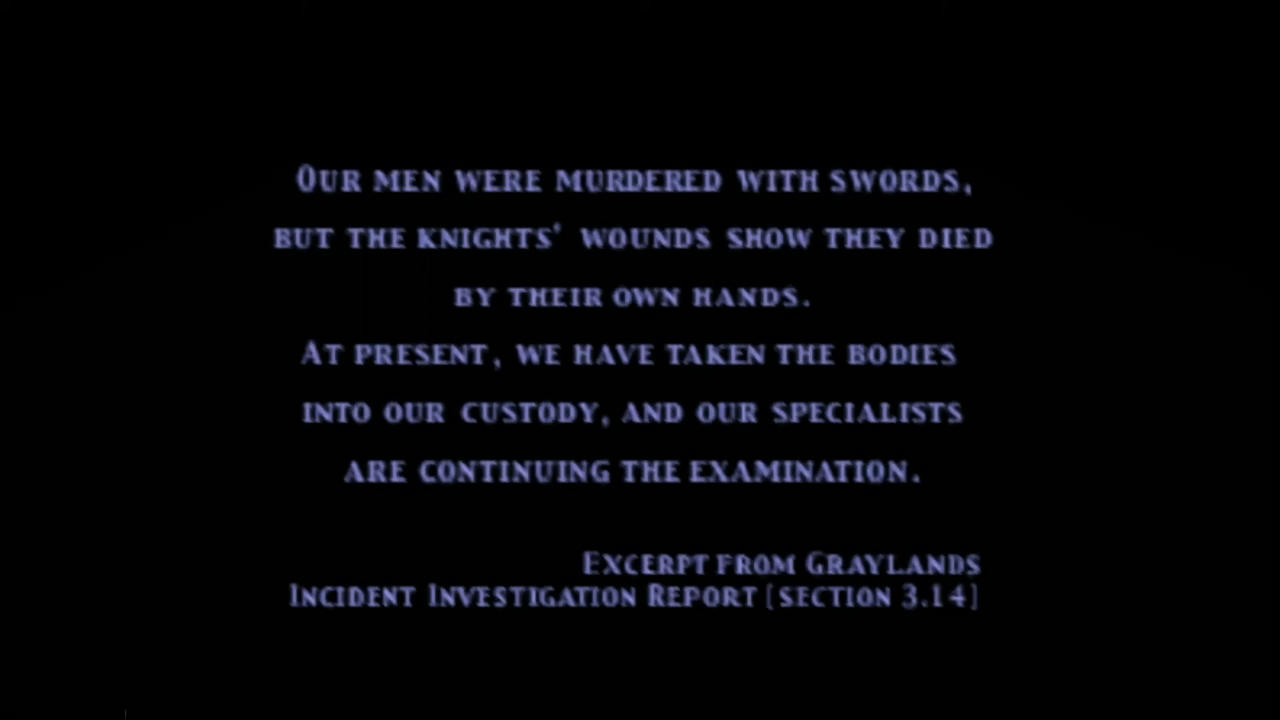 Our men were murdered with swords,
but the knights' wounds show they died
by their own hands.
At present, we have taken the bodies
into our custody, and our specialists
are continuing the examination.
Excerpt from Graylands
Incident Investigation Report [section 3.14]